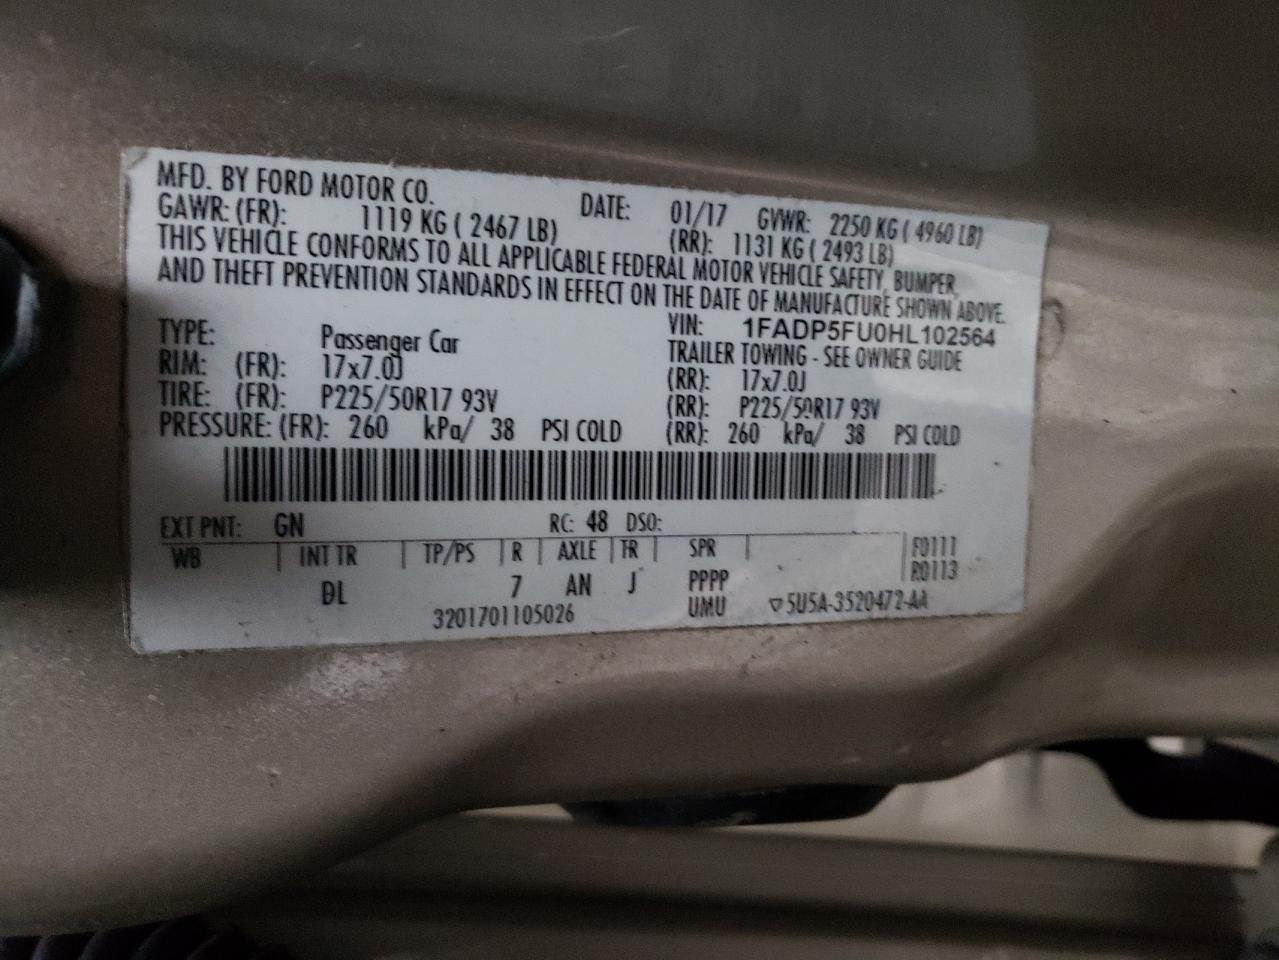 MFD. BY FORD MOTOR CO. DATE: 01/17 GVWR: 2250 KG ( 4960 LB)
GAWR: (FR): 1119 KG ( 2467 LB) (RR): 1131 KG ( 2493 LB)
THIS VEHICLE CONFORMS TO ALL APPLICABLE FEDERAL MOTOR VEHICLE SAFETY, BUMPER,
AND THEFT PREVENTION STANDARDS IN EFFECT ON THE DATE OF MANUFACTURE SHOWN ABOVE.
VIN: 1FADP5FU0HL102564
TYPE: Passenger Car TRAILER TOWING - SEE OWNER GUIDE
RIM: (FR): 17x7.0J (RR): 17x7.0J
TIRE: (FR): P225/50R17 93V (RR): P225/50R17 93V
PRESSURE: (FR): 260 kPa/ 38 PSI COLD (RR): 260 kPa/ 38 PSI COLD
EXT PNT: GN RC: 48 DSO:
WB INT TR TP/PS R AXLE TR SPR F0111
R0113
DL 7 AN J PPPP
3201701105026 UMU ▽5U5A-3520472-AA